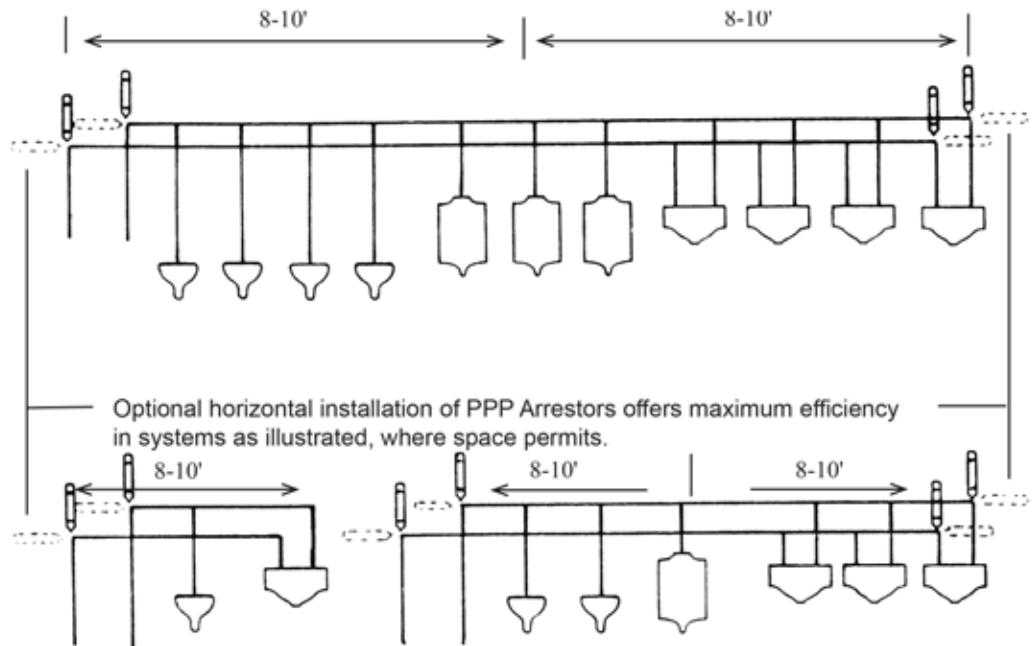 8-10'
8-10'
Optional horizontal installation of PPP Arrestors offers maximum efficiency
in systems as illustrated, where space permits.
8-10'
8-10'
8-10'